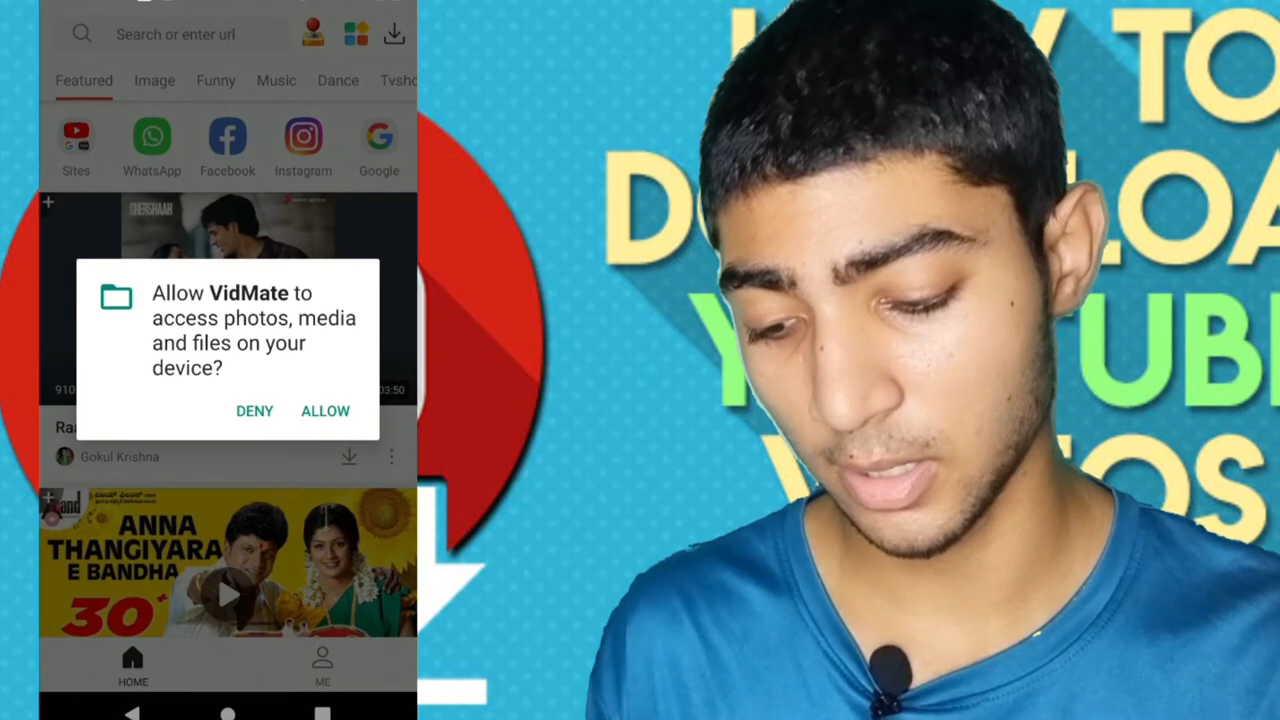 Search or enter url
Featured Image Funny Music Dance Tvsho
Sites WhatsApp Facebook Instagram Google
SHERSHAAH
Allow VidMate to
access photos, media
and files on your
device?
DENY ALLOW
910
03:50
Raa
Gokul Krishna
ANNA
THANGIYARA
E BANDHA
30+
HOME ME
TO
D LOA
Y TUB
OS